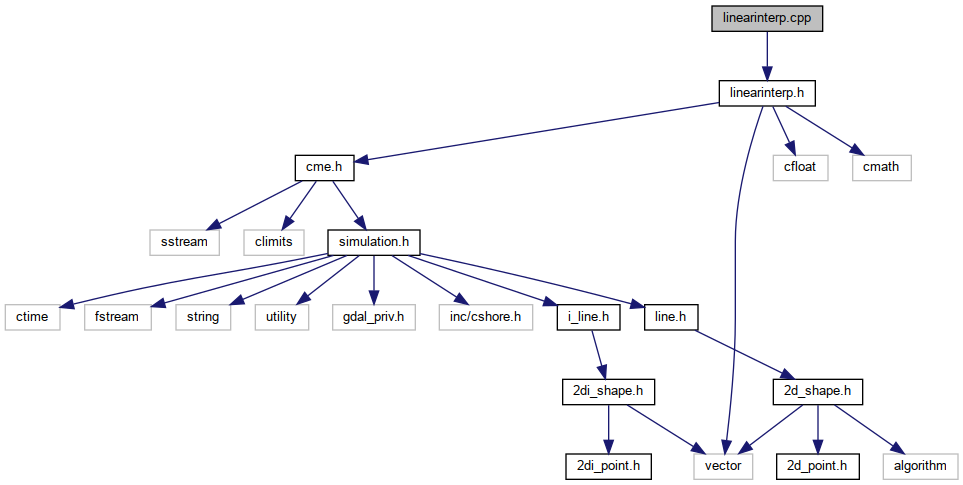 linearinterp.cpp
linearinterp.h
cme.h
cfloat
cmath
sstream
climits
simulation.h
ctime
fstream
string
utility
gdal_priv.h
inc/cshore.h
i_line.h
line.h
2di_shape.h
2d_shape.h
2di_point.h
vector
2d_point.h
algorithm